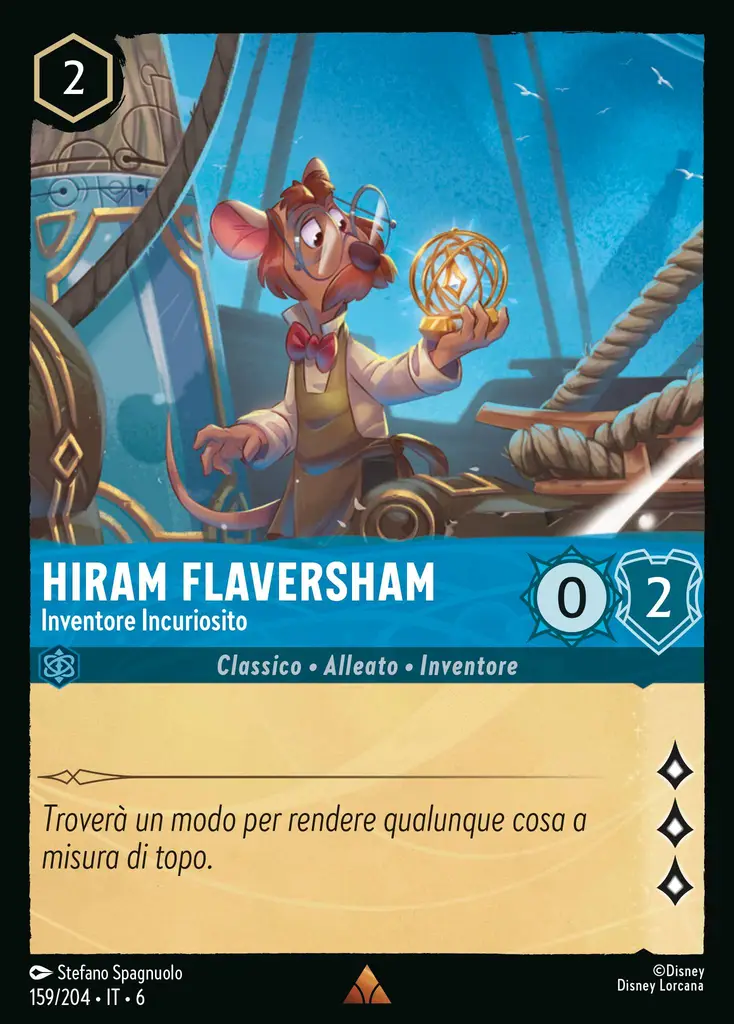 2
HIRAM FLAVERSHAM
Inventore Incuriosito
0
2
Classico • Alleato • Inventore
Troverà un modo per rendere qualunque cosa a
misura di topo.
Stefano Spagnuolo
159/204 • IT • 6
©Disney
Disney Lorcana